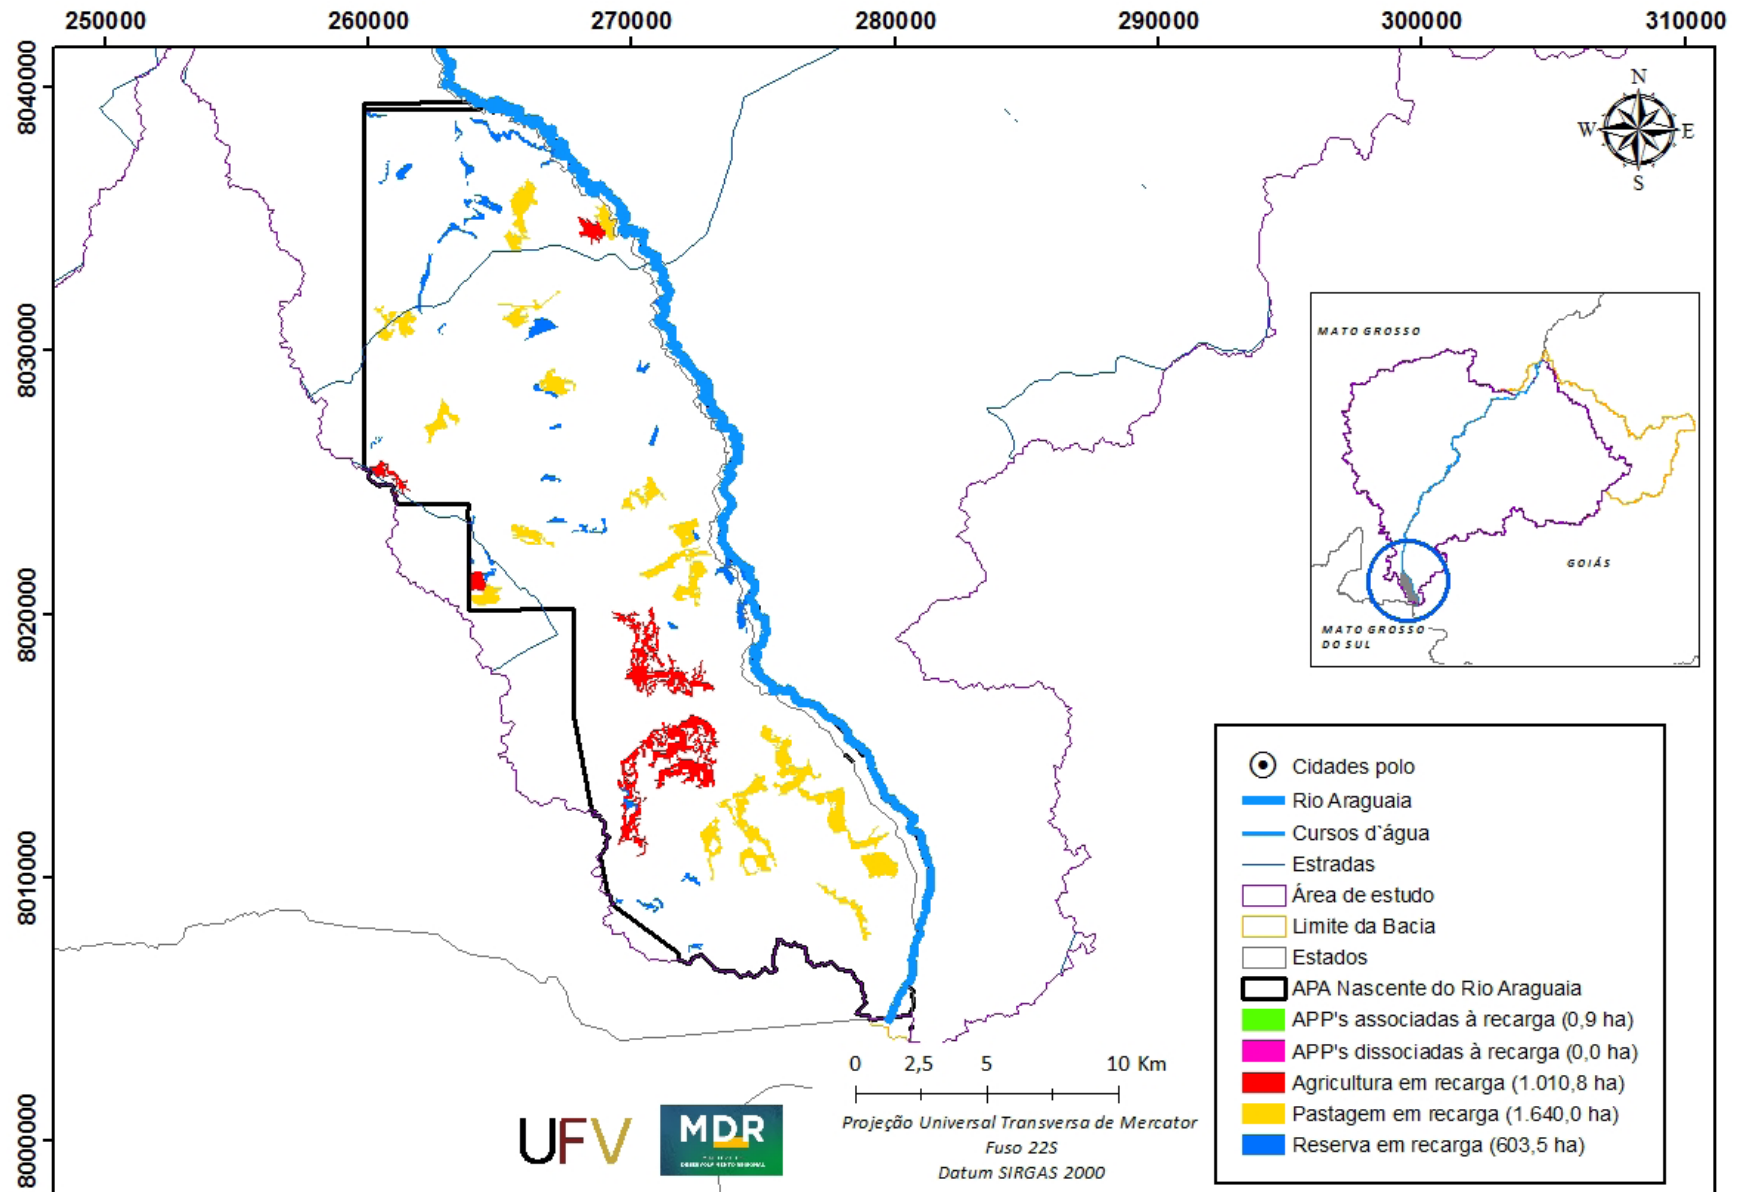 250000 260000 270000 280000 290000 300000 310000
8040000
8030000
8020000
8010000
8000000
N
W E
S
MATO GROSSO
GOIÁS
MATO GROSSO
DO SUL
Cidades polo
Rio Araguaia
Cursos d`água
Estradas
Área de estudo
Limite da Bacia
Estados
APA Nascente do Rio Araguaia
APP's associadas à recarga (0,9 ha)
APP's dissociadas à recarga (0,0 ha)
Agricultura em recarga (1.010,8 ha)
Pastagem em recarga (1.640,0 ha)
Reserva em recarga (603,5 ha)
0 2,5 5 10 Km
Projeção Universal Transversa de Mercator
Fuso 22S
Datum SIRGAS 2000
UFV
MDR
DESENVOLVIMENTO REGIONAL